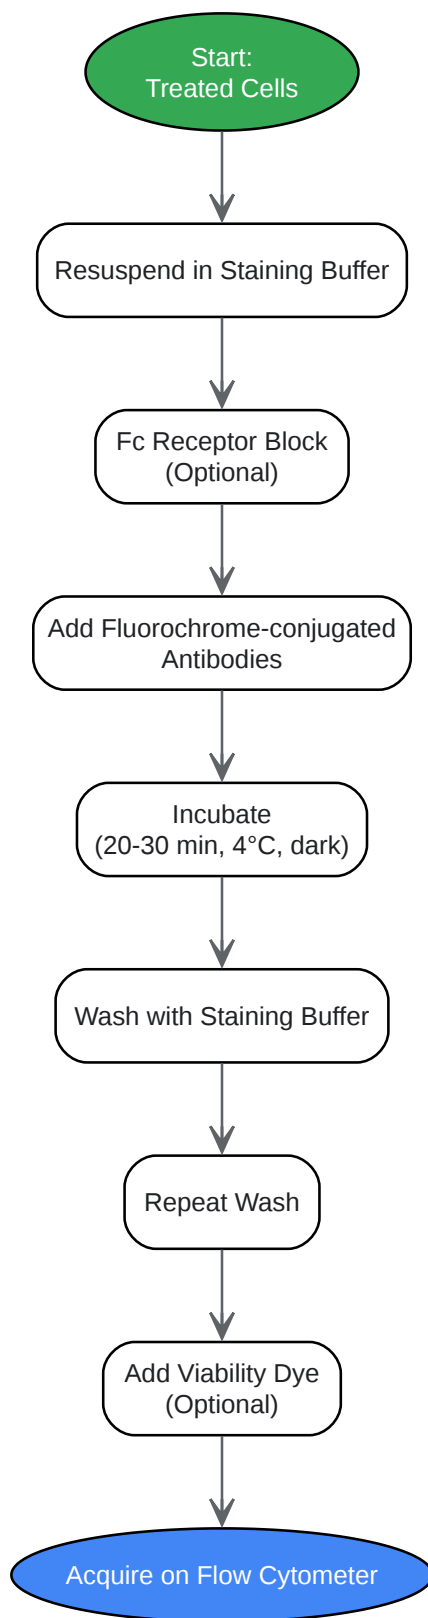 Start:
Treated Cells
Resuspend in Staining Buffer
Fc Receptor Block
(Optional)
Add Fluorochrome-conjugated
Antibodies
Incubate
(20-30 min, 4°C, dark)
Wash with Staining Buffer
Repeat Wash
Add Viability Dye
(Optional)
Acquire on Flow Cytometer